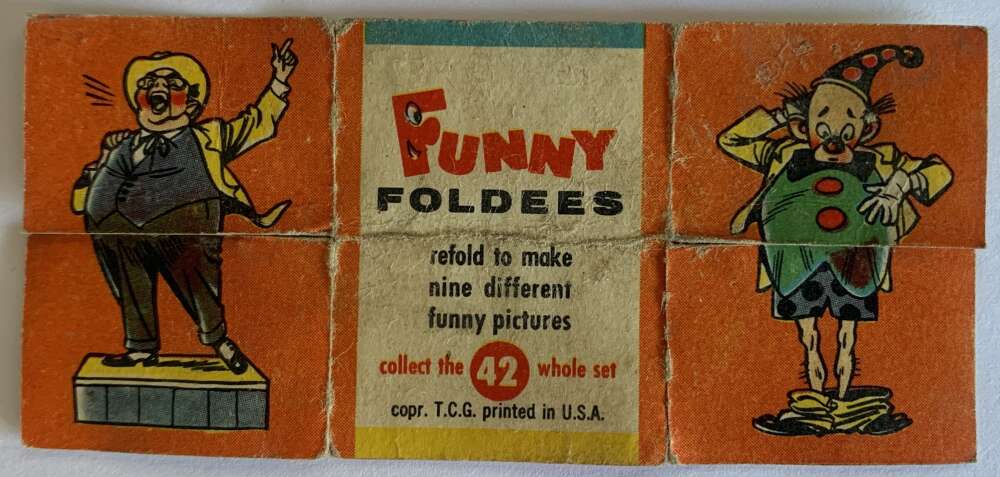 FUNNY
FOLDEES
refold to make
nine different
funny pictures
collect the 42 whole set
copr. T.C.G. printed in U.S.A.